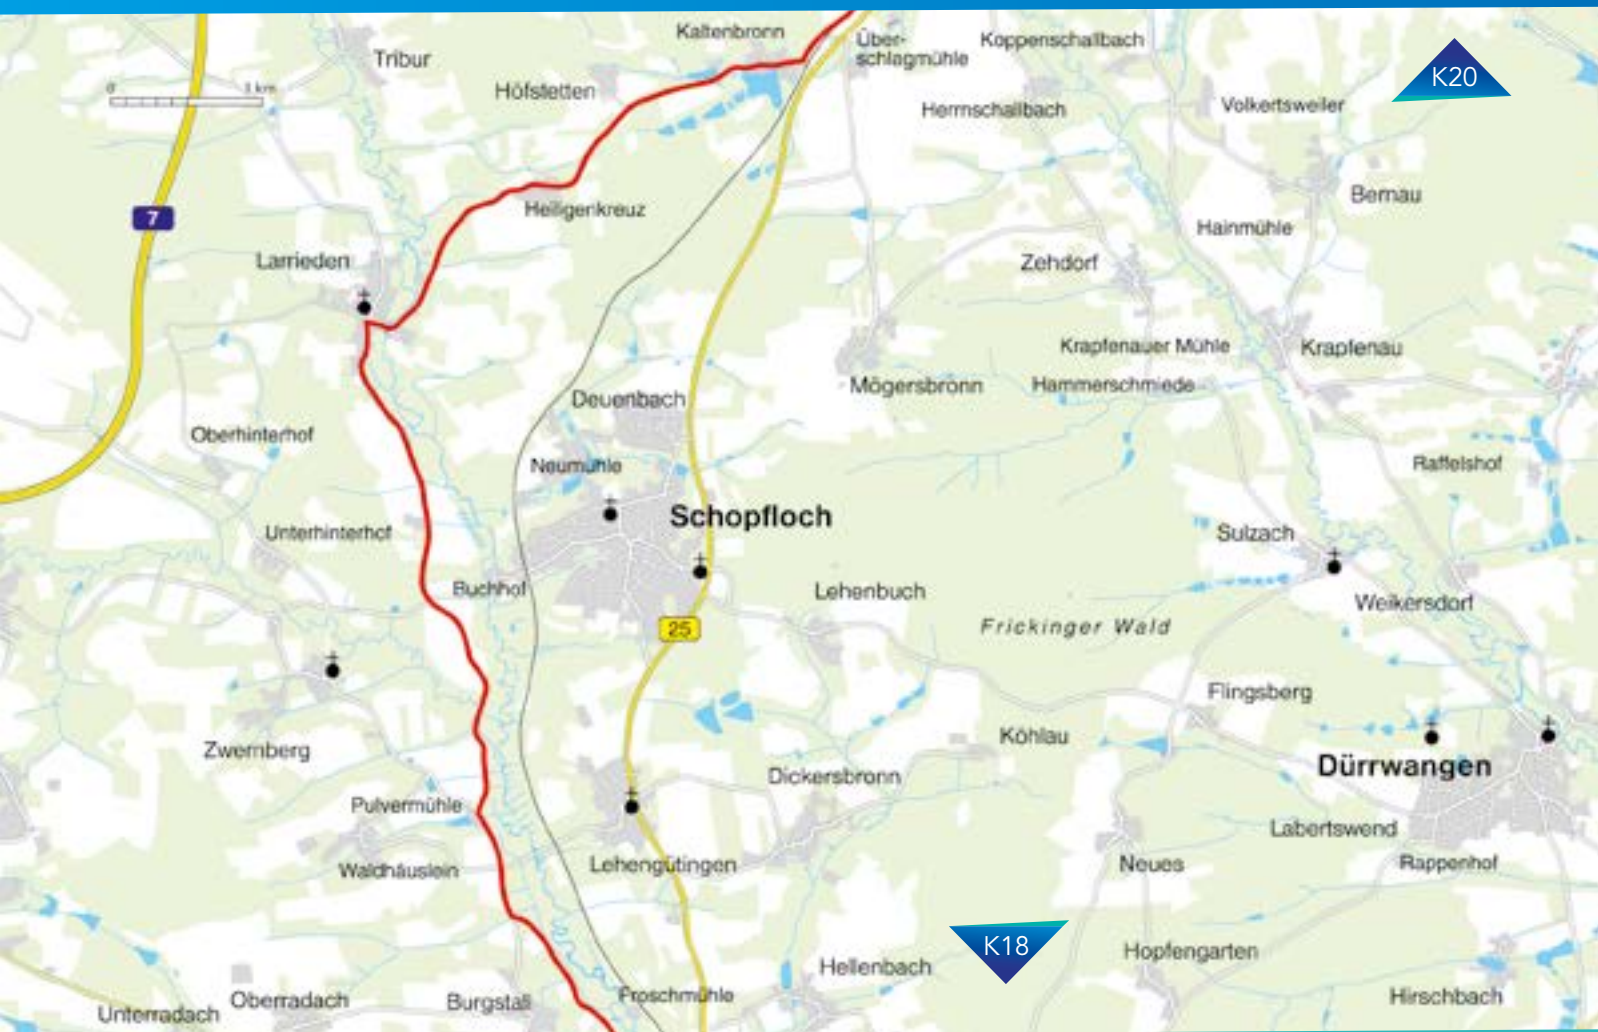 Kaltenbronn
Über-
schlagmühle
Koppenschallbach
Tribur
K20
0
1 km
Höfstetten
Herrnschallbach
Volkertsweiler
Bernau
7
Heiligenkreuz
Hainmühle
Larrieden
Zehdorf
Krapfenauer Mühle
Krapfenau
Mögersbronn
Hammerschmiede
Deuenbach
Oberhinterhof
Neumühle
Raffelshof
Schopfloch
Unterhinterhof
Sulzach
Buchhof
Lehenbuch
Weikersdorf
25
Frickinger Wald
Flingsberg
Zwernberg
Köhlau
Dürrwangen
Dickersbronn
Pulvermühle
Labertswend
Waldhäuslein
Lehengütingen
Neues
Rappenhof
K18
Hopfengarten
Hellenbach
Unterradach
Oberradach
Burgstall
Froschmühle
Hirschbach